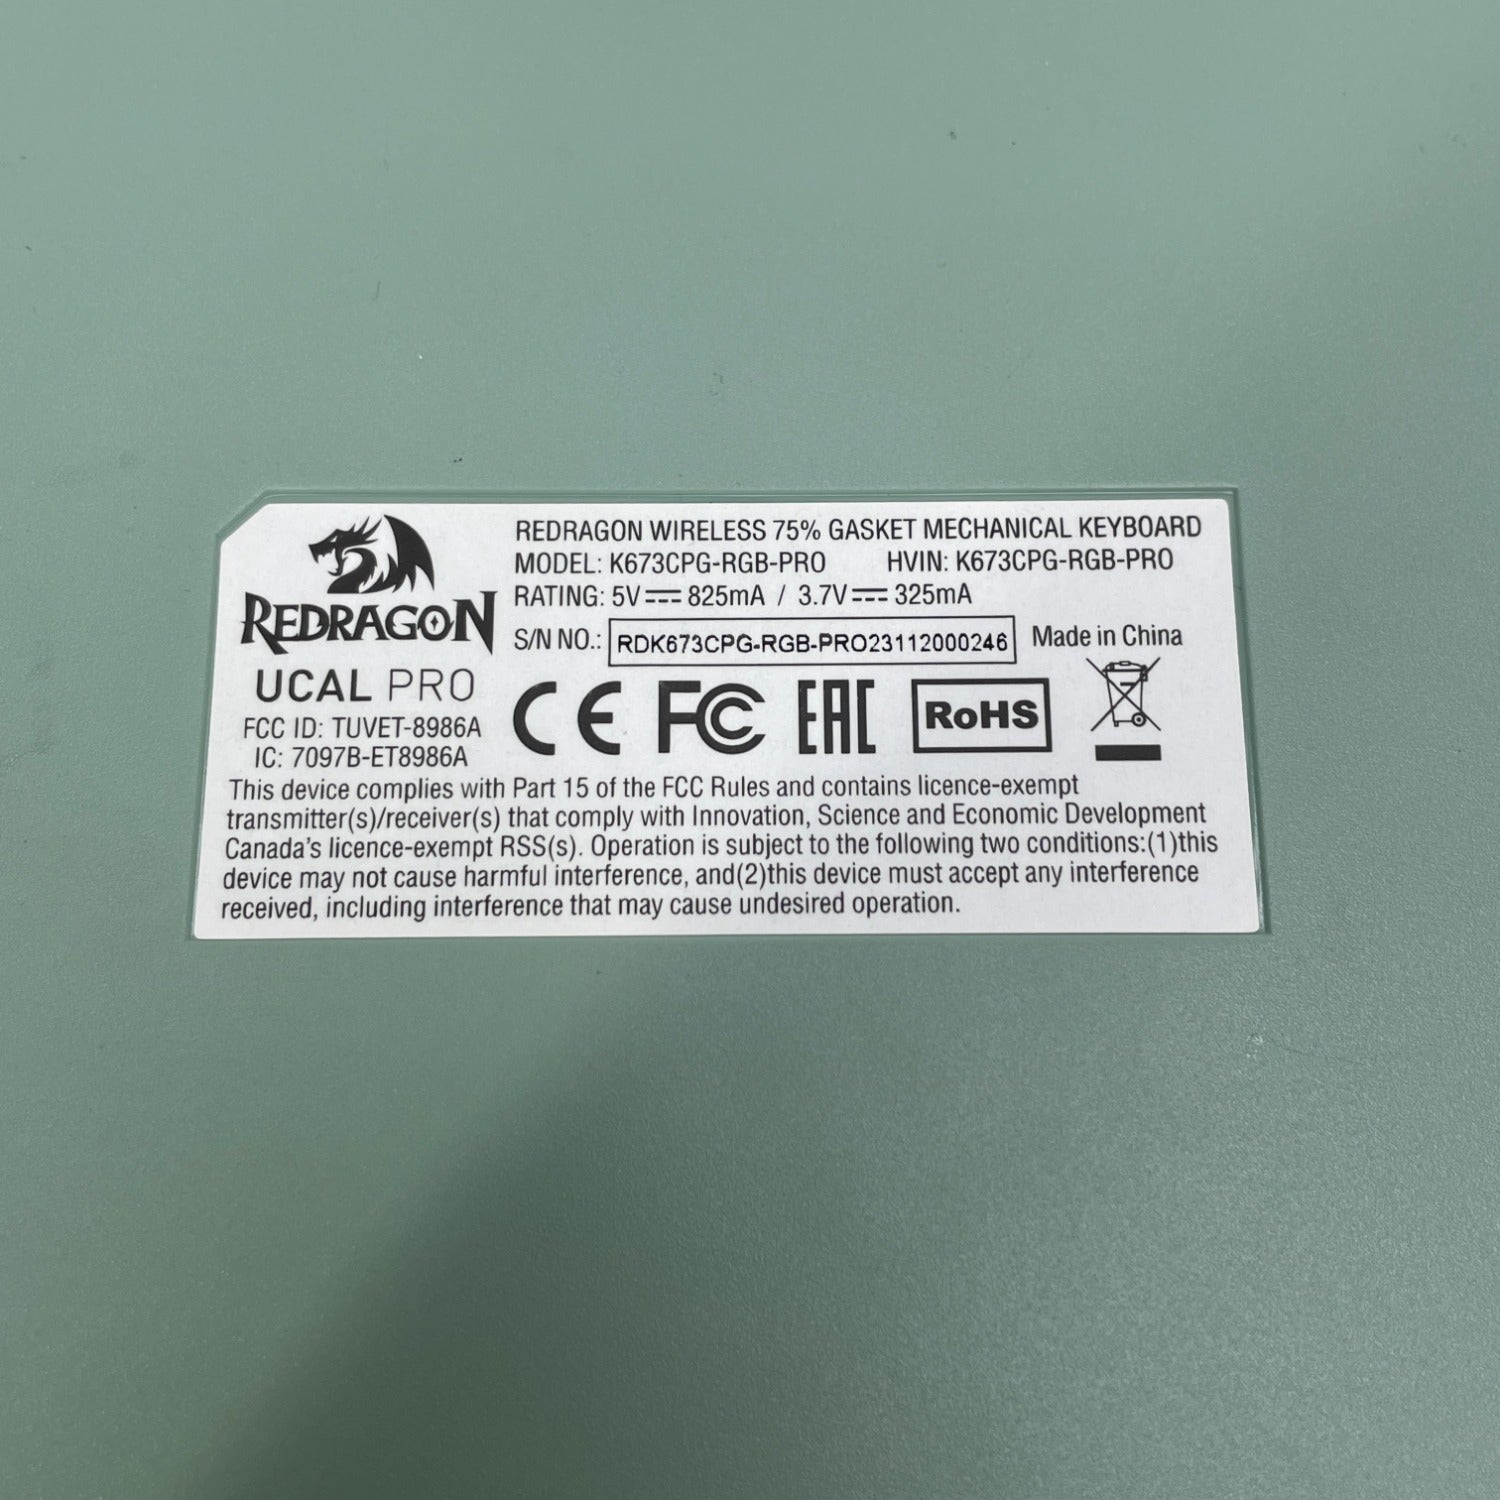 REDRAGON
UCAL PRO
FCC ID: TUVET-8986A
IC: 7097B-ET8986A
REDRAGON WIRELESS 75% GASKET MECHANICAL KEYBOARD
MODEL: K673CPG-RGB-PRO HVIN: K673CPG-RGB-PRO
RATING: 5V⎓825mA / 3.7V⎓325mA
S/N NO.: RDK673CPG-RGB-PRO23112000246 Made in China
CE FCC EAC RoHS
This device complies with Part 15 of the FCC Rules and contains licence-exempt
transmitter(s)/receiver(s) that comply with Innovation, Science and Economic Development
Canada's licence-exempt RSS(s). Operation is subject to the following two conditions:(1)this
device may not cause harmful interference, and(2)this device must accept any interference
received, including interference that may cause undesired operation.